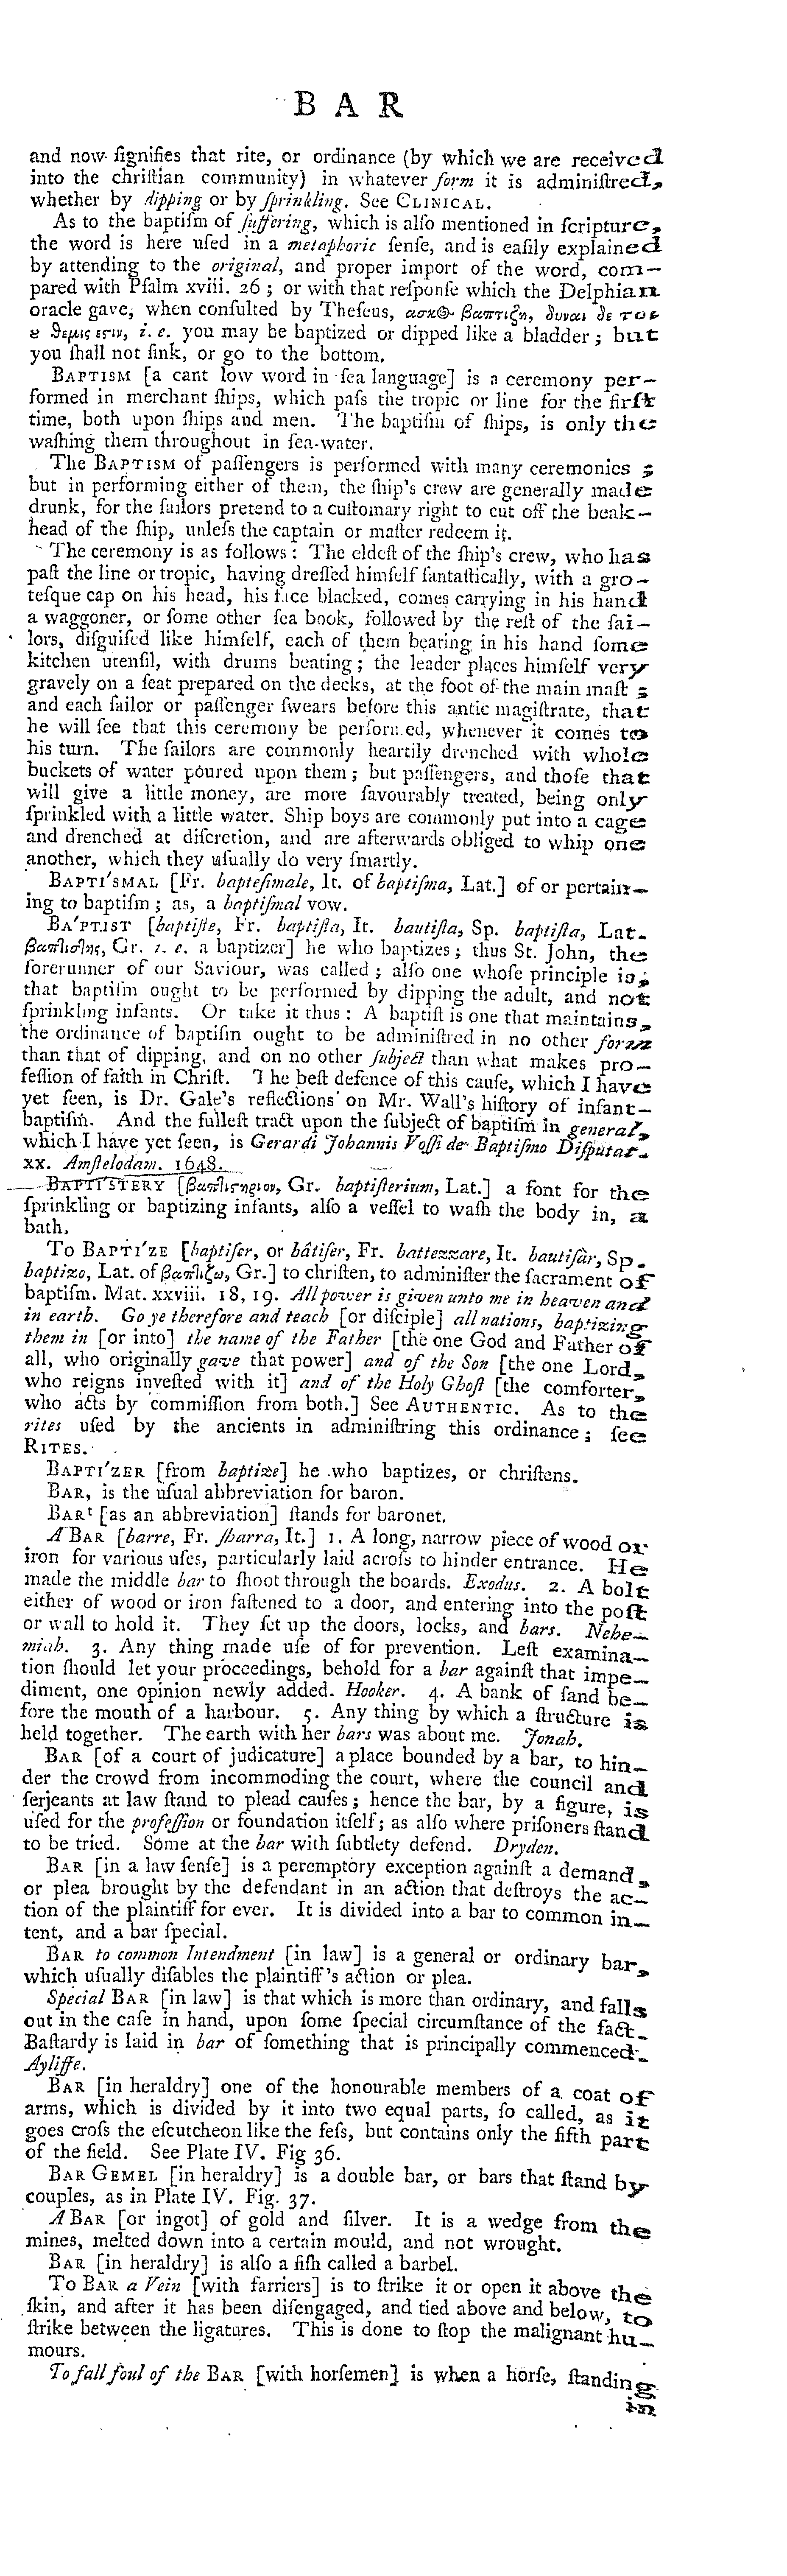 B A R
and now ſignifies that rite, or ordinance (by which we are received
into the chriſtian community) in whatever form it is adminiſtred,
whether by dipping or by ſprinkling. See CLINICAL.
As to the baptiſm of ſuffering, which is alſo mentioned in ſcripture,
the word is here uſed in a metaphoric ſenſe, and is eaſily explained
by attending to the original, and proper import of the word, com-
pared with Pſalm xviii. 26 ; or with that reſponſe which the Delphian
oracle gave, when conſulted by Theſeus, βαπτιζη, δυναι δε τοι
ȣ θεμις εςιν, i. e. you may be baptized or dipped like a bladder ; but
you ſhall not ſink, or go to the bottom.
BAPTISM [a cant low word in ſea language] is a ceremony per-
formed in merchant ſhips, which paſs the tropic or line for the firſt
time, both upon ſhips and men. The baptiſm of ſhips, is only the
waſhing them throughout in ſea-water.
The BAPTISM of paſſengers is performed with many ceremonies ;
but in performing either of them, the ſhip's crew are generally made
drunk, for the ſailors pretend to a cuſtomary right to cut off the beak-
head of the ſhip, unleſs the captain or maſter redeem it.
The ceremony is as follows : The eldeſt of the ſhip's crew, who has
paſt the line or tropic, having dreſſed himſelf fantaſtically, with a gro-
teſque cap on his head, his face blacked, comes carrying in his hand
a waggoner, or ſome other ſea book, followed by the reſt of the ſai-
lors, diſguiſed like himſelf, each of them bearing in his hand ſome
kitchen utenſil, with drums beating ; the leader places himſelf very
gravely on a ſeat prepared on the decks, at the foot of the main maſt ;
and each ſailor or paſſenger ſwears before this antic magiſtrate, that
he will ſee that this ceremony be performed, whenever it comes to
his turn. The ſailors are commonly heartily drenched with whole
buckets of water poured upon them ; but paſſengers, and thoſe that
will give a little money, are more favourably treated, being only
ſprinkled with a little water. Ship boys are commonly put into a cage
and drenched at diſcretion, and are afterwards obliged to whip one
another, which they uſually do very ſmartly.
BAPTI'SMAL [Fr. bapteſimale, It. of baptiſma, Lat.] of or pertain-
ing to baptiſm ; as, a baptiſmal vow.
BA'PTIST [baptiſte, Fr. baptiſta, It. bautiſta, Sp. baptiſta, Lat.
βαπλισλης, Gr. i. e. a baptizer] he who baptizes ; thus St. John, the
forerunner of our Saviour, was called ; alſo one whoſe principle is,
that baptiſm ought to be performed by dipping the adult, and not
ſprinkling infants. Or take it thus : A baptiſt is one that maintains,
the ordinance of baptiſm ought to be adminiſtred in no other form
than that of dipping, and on no other ſubject than what makes pro-
feſſion of faith in Chriſt. The beſt defence of this cauſe, which I have
yet ſeen, is Dr. Gale's reflections on Mr. Wall's hiſtory of infant-
baptiſm. And the fulleſt tract upon the ſubject of baptiſm in general,
which I have yet ſeen, is Gerardi Johannis Voſſi de Baptiſmo Diſputat.
xx. Amſtelodam. 1648.
BAPTI'STERY [βαπλιςηριον, Gr. baptiſterium, Lat.] a font for the
ſprinkling or baptizing infants, alſo a veſſel to waſh the body in, a
bath.
To BAPTI'ZE [baptiſer, or bâtiſer, Fr. battezzare, It. bautiſàr, Sp.
baptizo, Lat. of βαπλιζω, Gr.] to chriſten, to adminiſter the ſacrament of
baptiſm. Mat. xxviii. 18, 19. All power is given unto me in heaven and
in earth. Go ye therefore and teach [or diſciple] all nations, baptizing
them in [or into] the name of the Father [the one God and Father of
all, who originally gave that power] and of the Son [the one Lord,
who reigns inveſted with it] and of the Holy Ghoſt [the comforter,
who acts by commiſſion from both.] See AUTHENTIC. As to the
rites uſed by the ancients in adminiſtring this ordinance ; ſee
RITES.
BAPTI'ZER [from baptize] he who baptizes, or chriſtens.
BAR, is the uſual abbreviation for baron.
BARᵗ [as an abbreviation] ſtands for baronet.
A BAR [barre, Fr. ſbarra, It.] 1. A long, narrow piece of wood or
iron for various uſes, particularly laid acroſs to hinder entrance. He
made the middle bar to ſhoot through the boards. Exodus. 2. A bolt
either of wood or iron faſtened to a door, and entering into the poſt
or wall to hold it. They ſet up the doors, locks, and bars. Nehe-
miah. 3. Any thing made uſe of for prevention. Leſt examina-
tion ſhould let your proceedings, behold for a bar againſt that impe-
diment, one opinion newly added. Hooker. 4. A bank of ſand be-
fore the mouth of a harbour. 5. Any thing by which a ſtructure is
held together. The earth with her bars was about me. Jonah.
BAR [of a court of judicature] a place bounded by a bar, to hin-
der the crowd from incommoding the court, where the council and
ſerjeants at law ſtand to plead cauſes ; hence the bar, by a figure, is
uſed for the profeſſion or foundation itſelf; as alſo where priſoners ſtand
to be tried. Some at the bar with ſubtlety defend. Dryden.
BAR [in a law ſenſe] is a peremptory exception againſt a demand,
or plea brought by the defendant in an action that deſtroys the ac-
tion of the plaintiff for ever. It is divided into a bar to common in-
tent, and a bar ſpecial.
BAR to common Intendment [in law] is a general or ordinary bar,
which uſually diſables the plaintiff's action or plea.
Special BAR [in law] is that which is more than ordinary, and falls
out in the caſe in hand, upon ſome ſpecial circumſtance of the fact.
Baſtardy is laid in bar of ſomething that is principally commenced.
Ayliffe.
BAR [in heraldry] one of the honourable members of a coat of
arms, which is divided by it into two equal parts, ſo called, as it
goes croſs the eſcutcheon like the feſs, but contains only the fifth part
of the field. See Plate IV. Fig 36.
BAR GEMEL [in heraldry] is a double bar, or bars that ſtand by
couples, as in Plate IV. Fig. 37.
A BAR [or ingot] of gold and ſilver. It is a wedge from the
mines, melted down into a certain mould, and not wrought.
BAR [in heraldry] is alſo a fiſh called a barbel.
To BAR a Vein [with farriers] is to ſtrike it or open it above the
ſkin, and after it has been diſengaged, and tied above and below, to
ſtrike between the ligatures. This is done to ſtop the malignant hu-
mours.
To fall foul of the BAR [with horſemen] is when a horſe, ſtanding
in